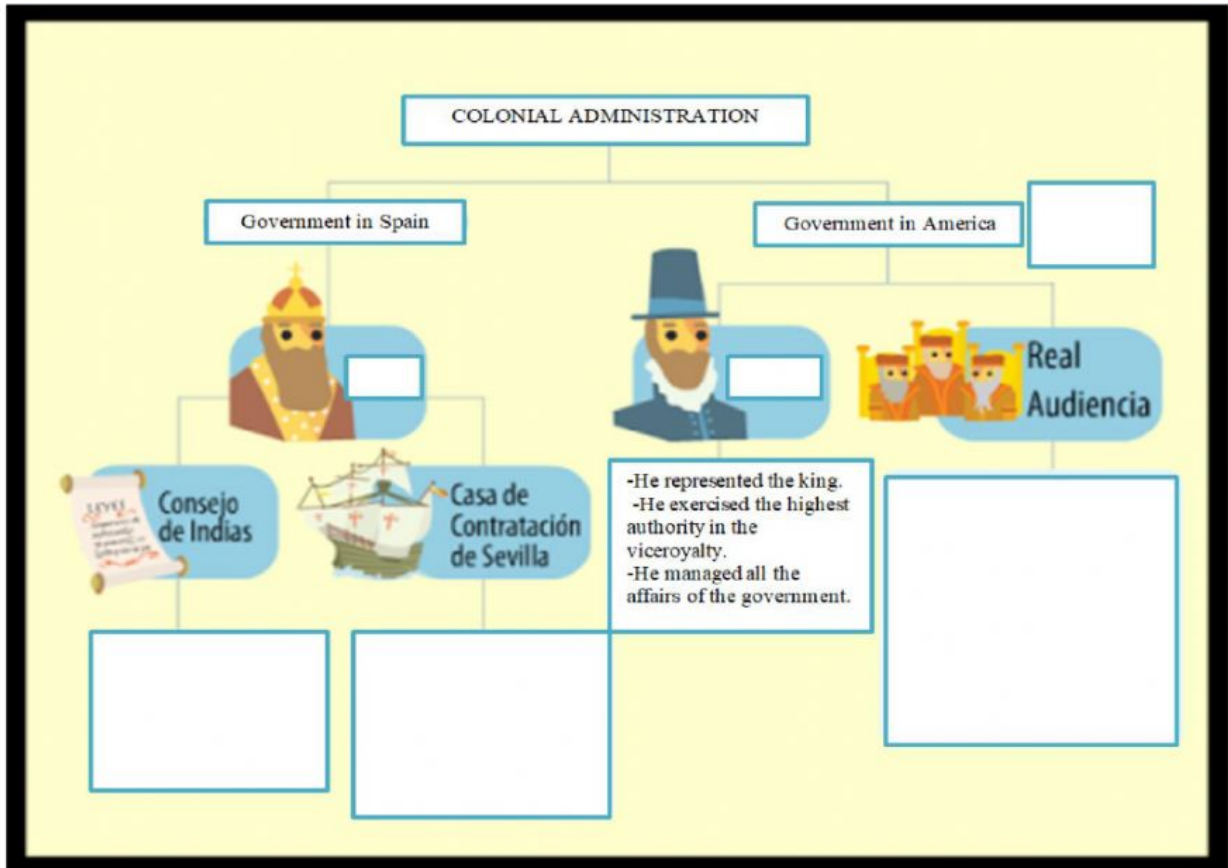 COLONIAL ADMINISTRATION
Government in Spain
Government in America
Real
Audiencia
Consejo
de Indias
Casa de
Contratación
de Sevilla
-He represented the king.
-He exercised the highest
authority in the
viceroyalty.
-He managed all the
affairs of the government.
LEYES